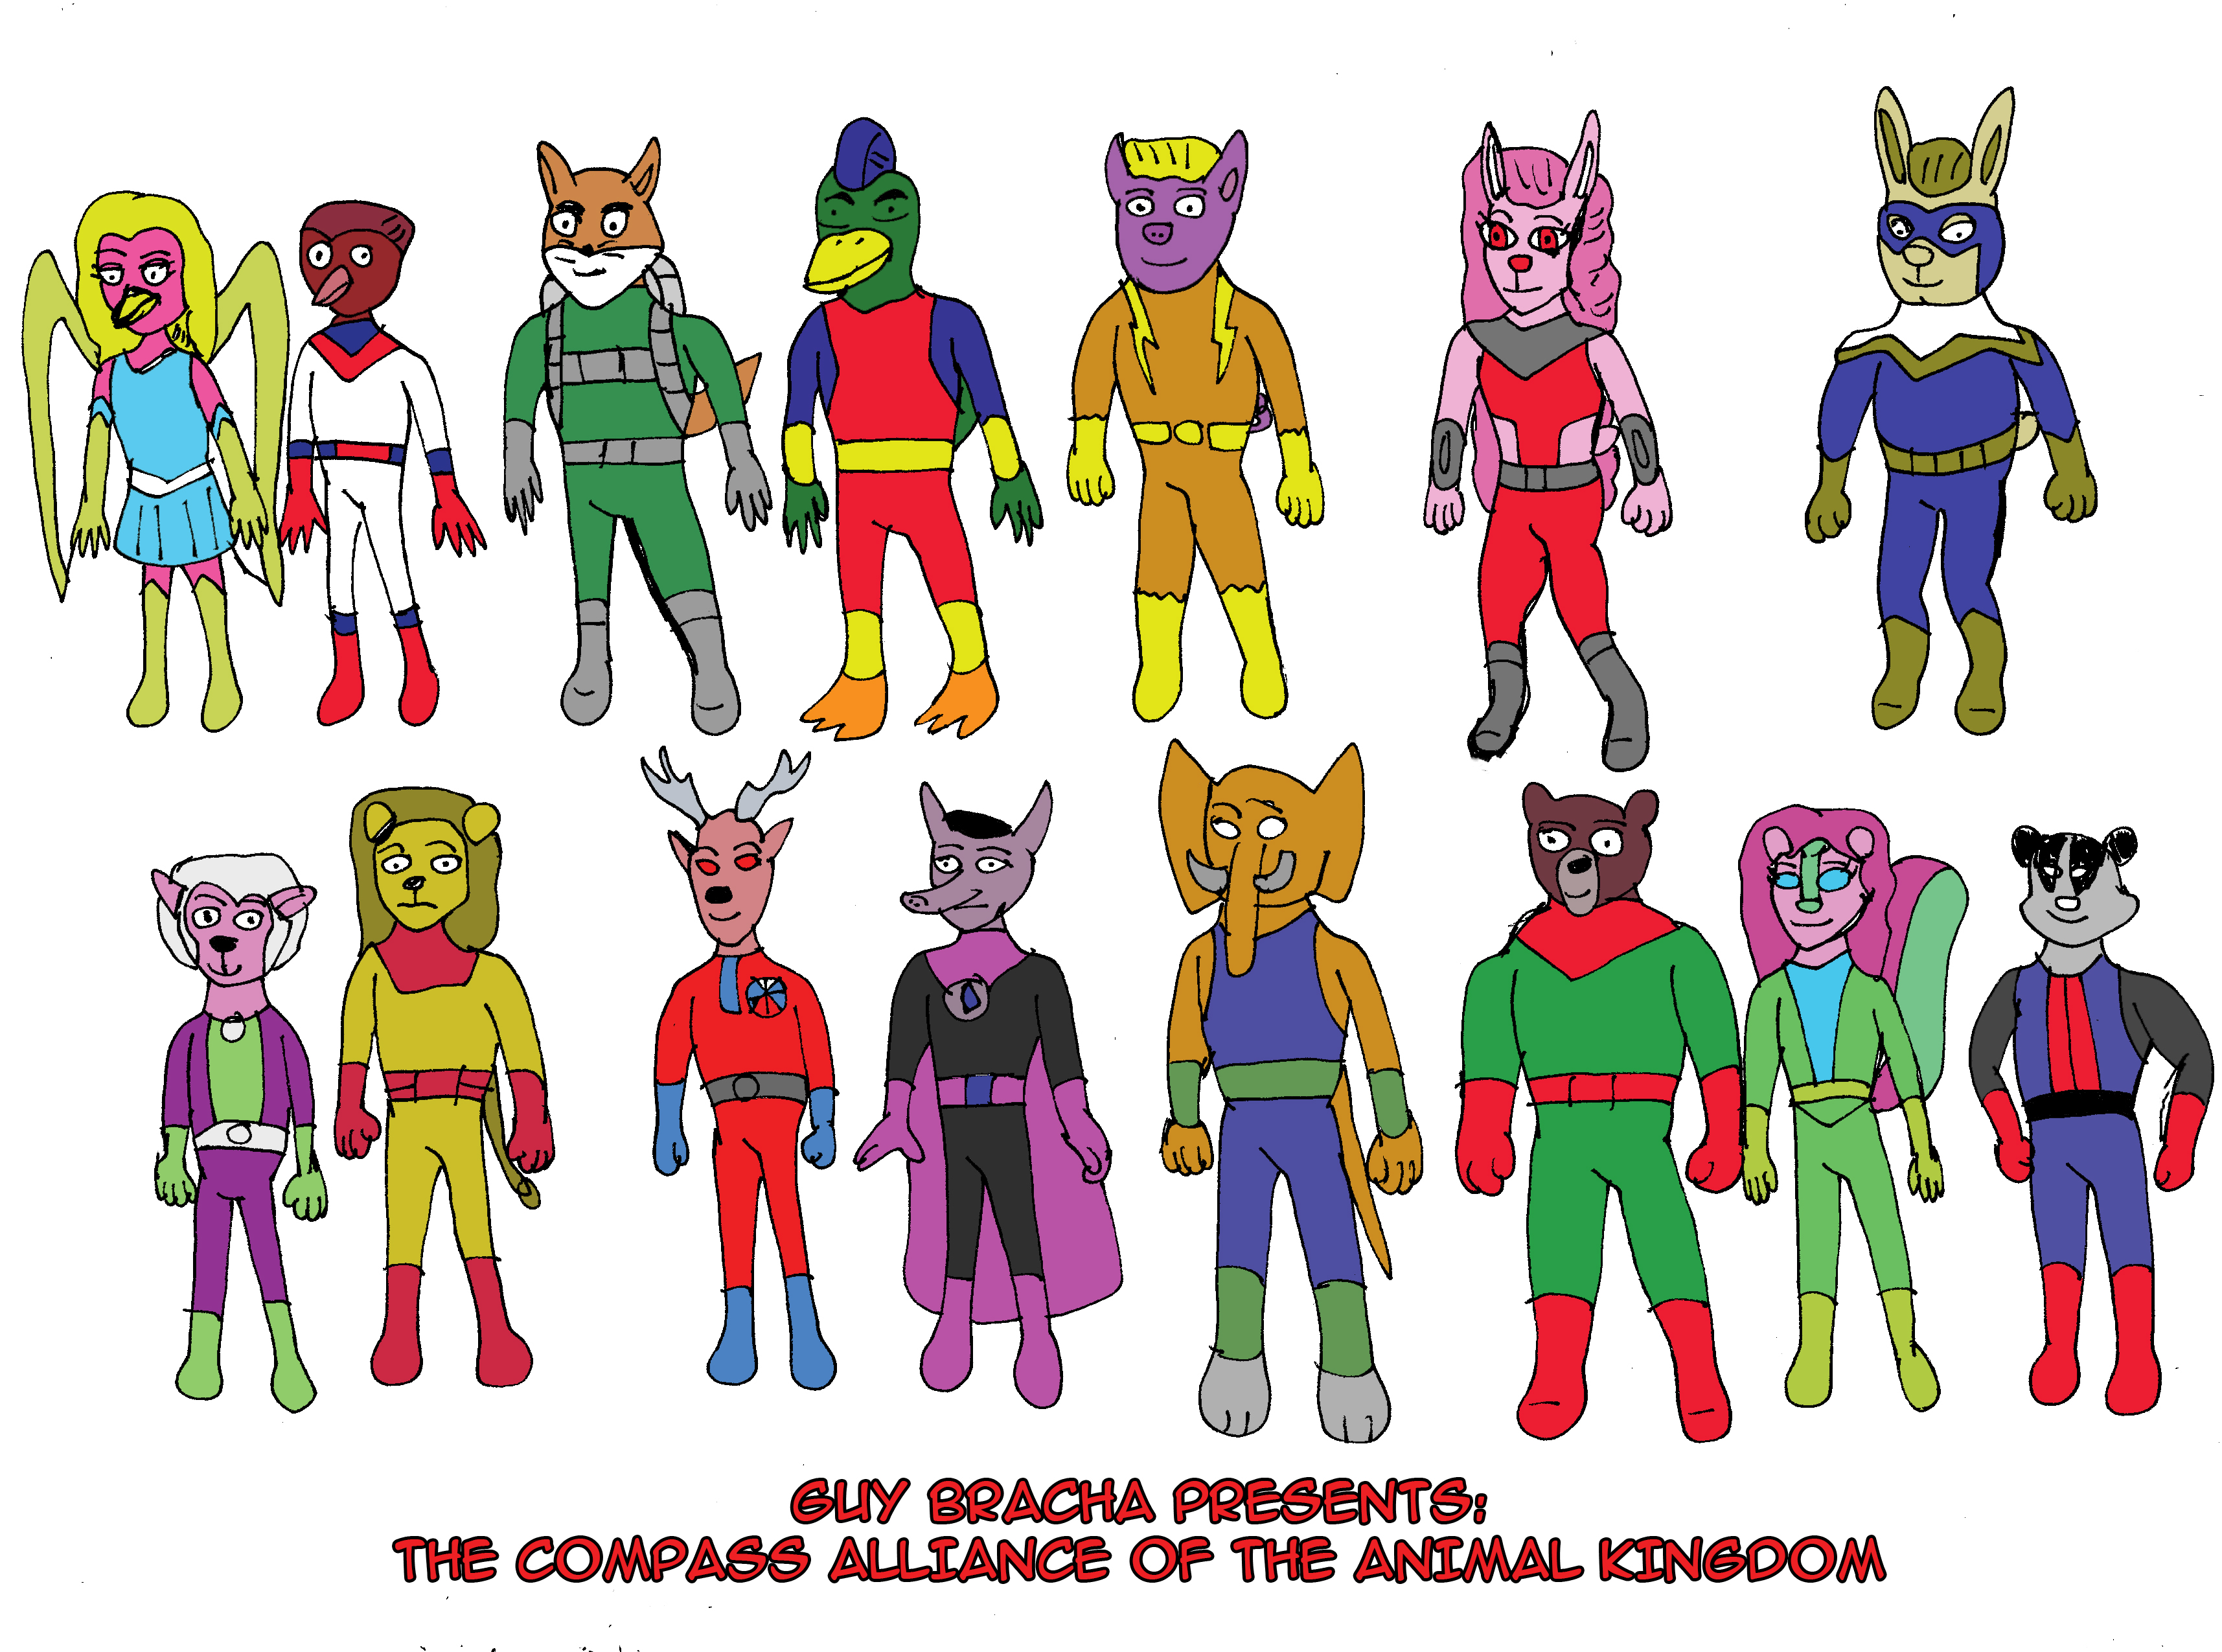 GUY BRACHA PRESENTS:
THE COMPASS ALLIANCE OF THE ANIMAL KINGDOM